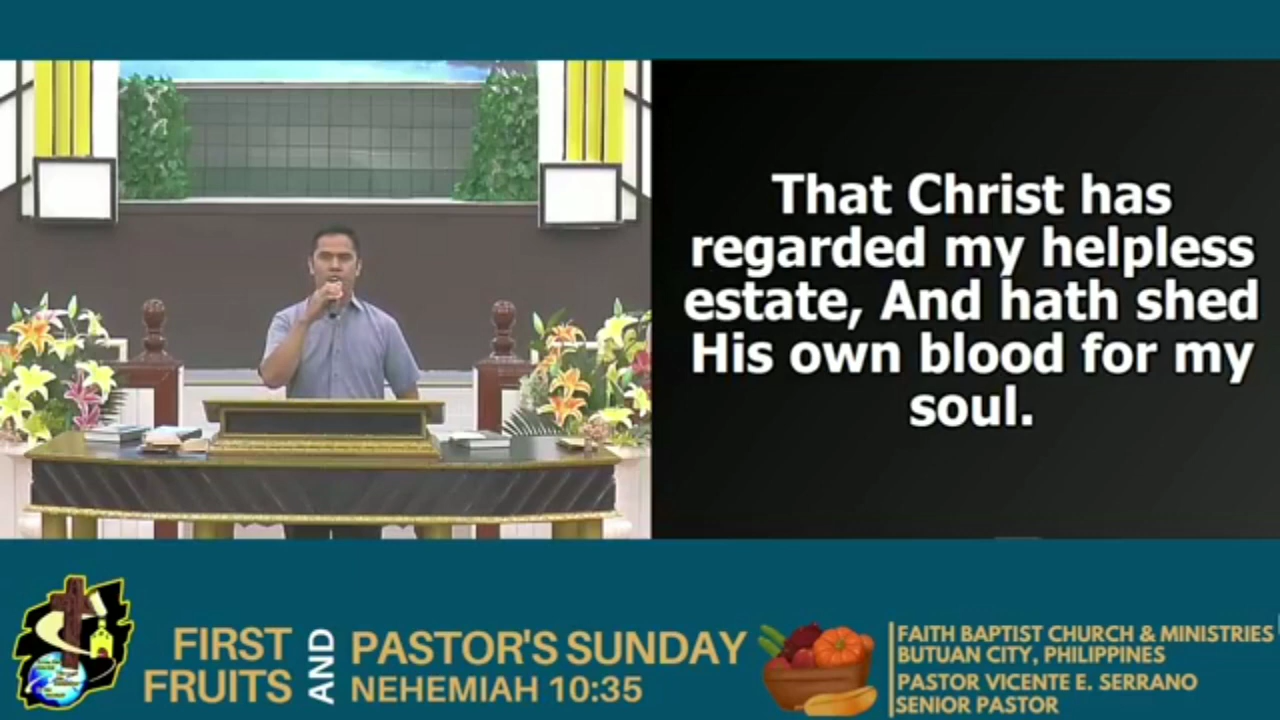 That Christ has
regarded my helpless
estate, And hath shed
His own blood for my
soul.
FIRST
FRUITS
AND
PASTOR'S SUNDAY
NEHEMIAH 10:35
FAITH BAPTIST CHURCH & MINISTRIES
BUTUAN CITY, PHILIPPINES
PASTOR VICENTE E. SERRANO
SENIOR PASTOR